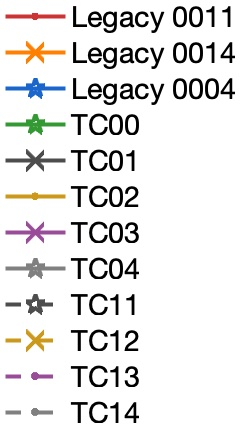 Legacy 0011
Legacy 0014
Legacy 0004
TC00
TC01
TC02
TC03
TC04
TC11
TC12
TC13
TC14